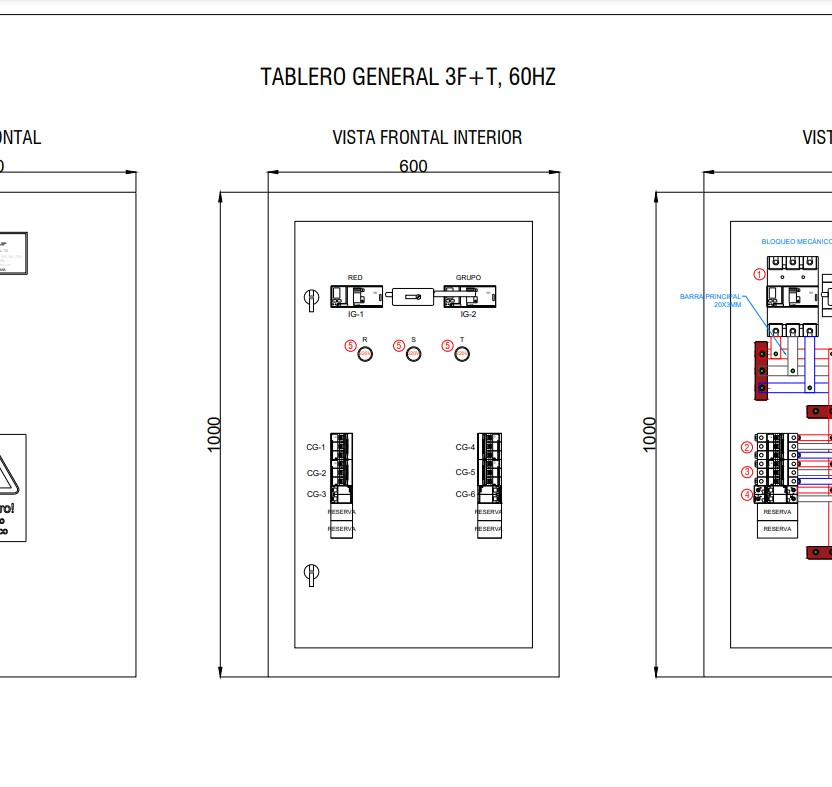 TABLERO GENERAL 3F+T, 60HZ
ONTAL
VISTA FRONTAL INTERIOR
VIST
0
600
BLOQUEO MECÁNICO
RED
GRUPO
1
BARRA PRINCIPAL
20X3MM
IG-1
IG-2
R
S
T
5
5
5
1000
1000
CG-1
CG-4
2
CG-2
CG-5
3
CG-3
CG-6
4
RESERVA
RESERVA
RESERVA
RESERVA
RESERVA
RESERVA
ro!
o
co